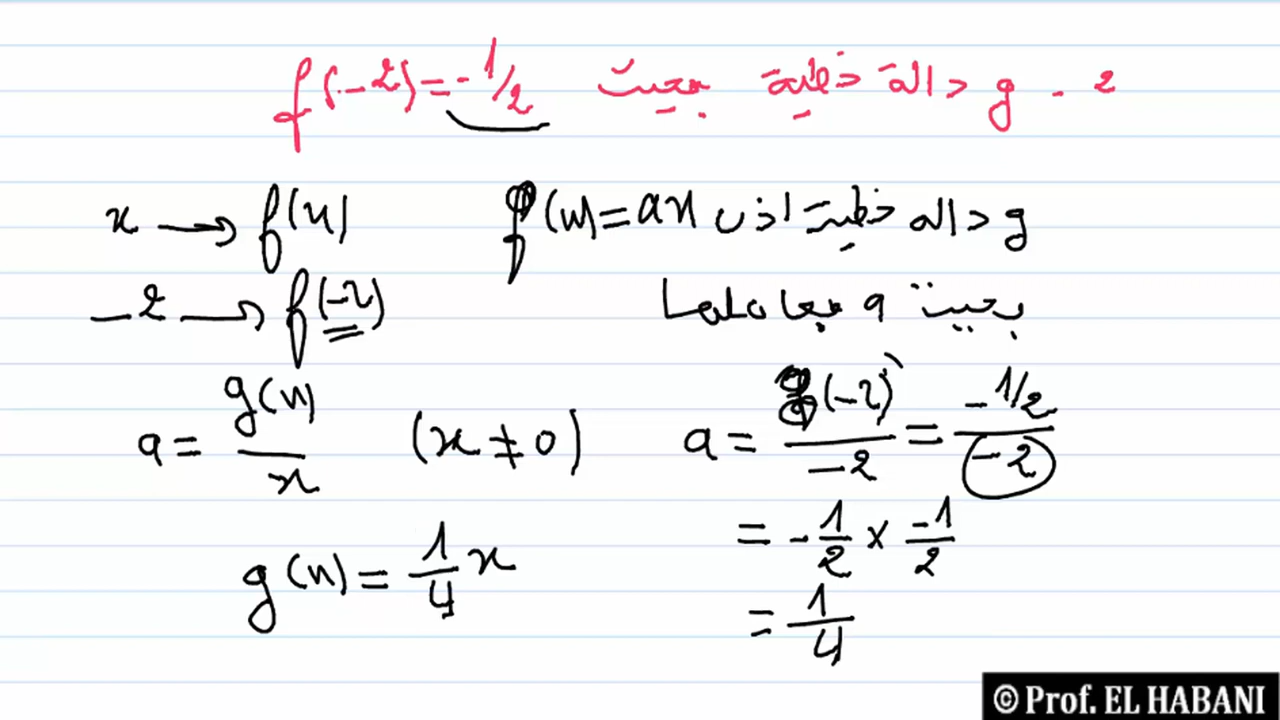 2 - g دالة خطية بحيث f(-2) = -1/2
g دالة خطية اذن f(x) = ax
x → f(x)
بحيث a معاملها
-2 → f(-2)
a = g(x)/x (x ≠ 0)
a = g(-2)/-2 = -1/2/-2
= -1/2 × -1/2
= 1/4
g(x) = 1/4 x
© Prof. EL HABANI